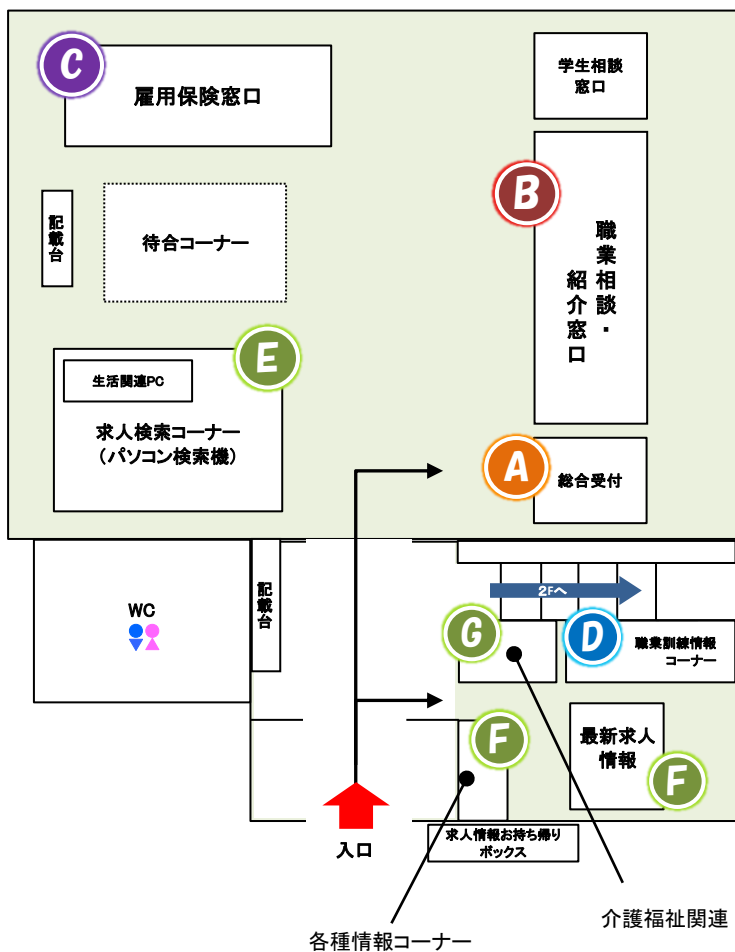 C
雇用保険窓口
学生相談
窓口
B
職業相談・
紹介窓口
記載台
待合コーナー
E
生活関連PC
求人検索コーナー
(パソコン検索機)
A
総合受付
WC
記載台
2Fへ
G
D
職業訓練情報
コーナー
F
最新求人
情報
F
入口
求人情報お持ち帰り
ボックス
介護福祉関連
各種情報コーナー